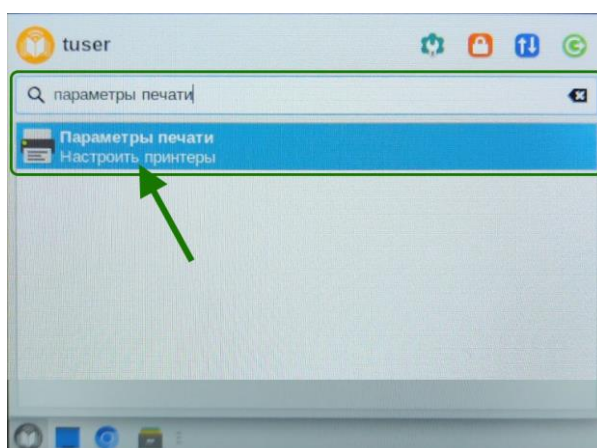 tuser
параметры печати
Параметры печати
Настроить принтеры